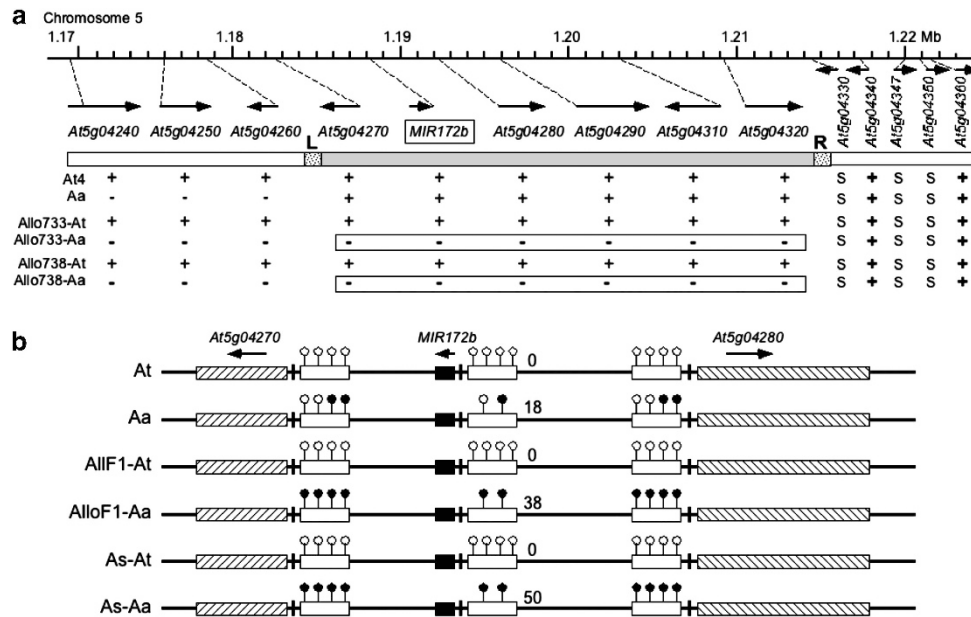 a
Chromosome 5
1.17 1.18 1.19 1.20 1.21 1.22 Mb
At5g04240 At5g04250 At5g04260 At5g04270 MIR172b At5g04280 At5g04290 At5g04310 At5g04320 At5g04330 At5g04340 At5g04347 At5g04350 At5g04360
L R
At4 + + + + + + + + + S + S S +
Aa - - - + + + + + + S + S S +
Allo733-At + + + + + + + + + S + S S +
Allo733-Aa - - - - - - - - - S + S S +
Allo738-At + + + + + + + + + S + S S +
Allo738-Aa - - - - - - - - - S + S S +
b
At5g04270 MIR172b At5g04280
At 0
Aa 18
AllF1-At 0
AlloF1-Aa 38
As-At 0
As-Aa 50